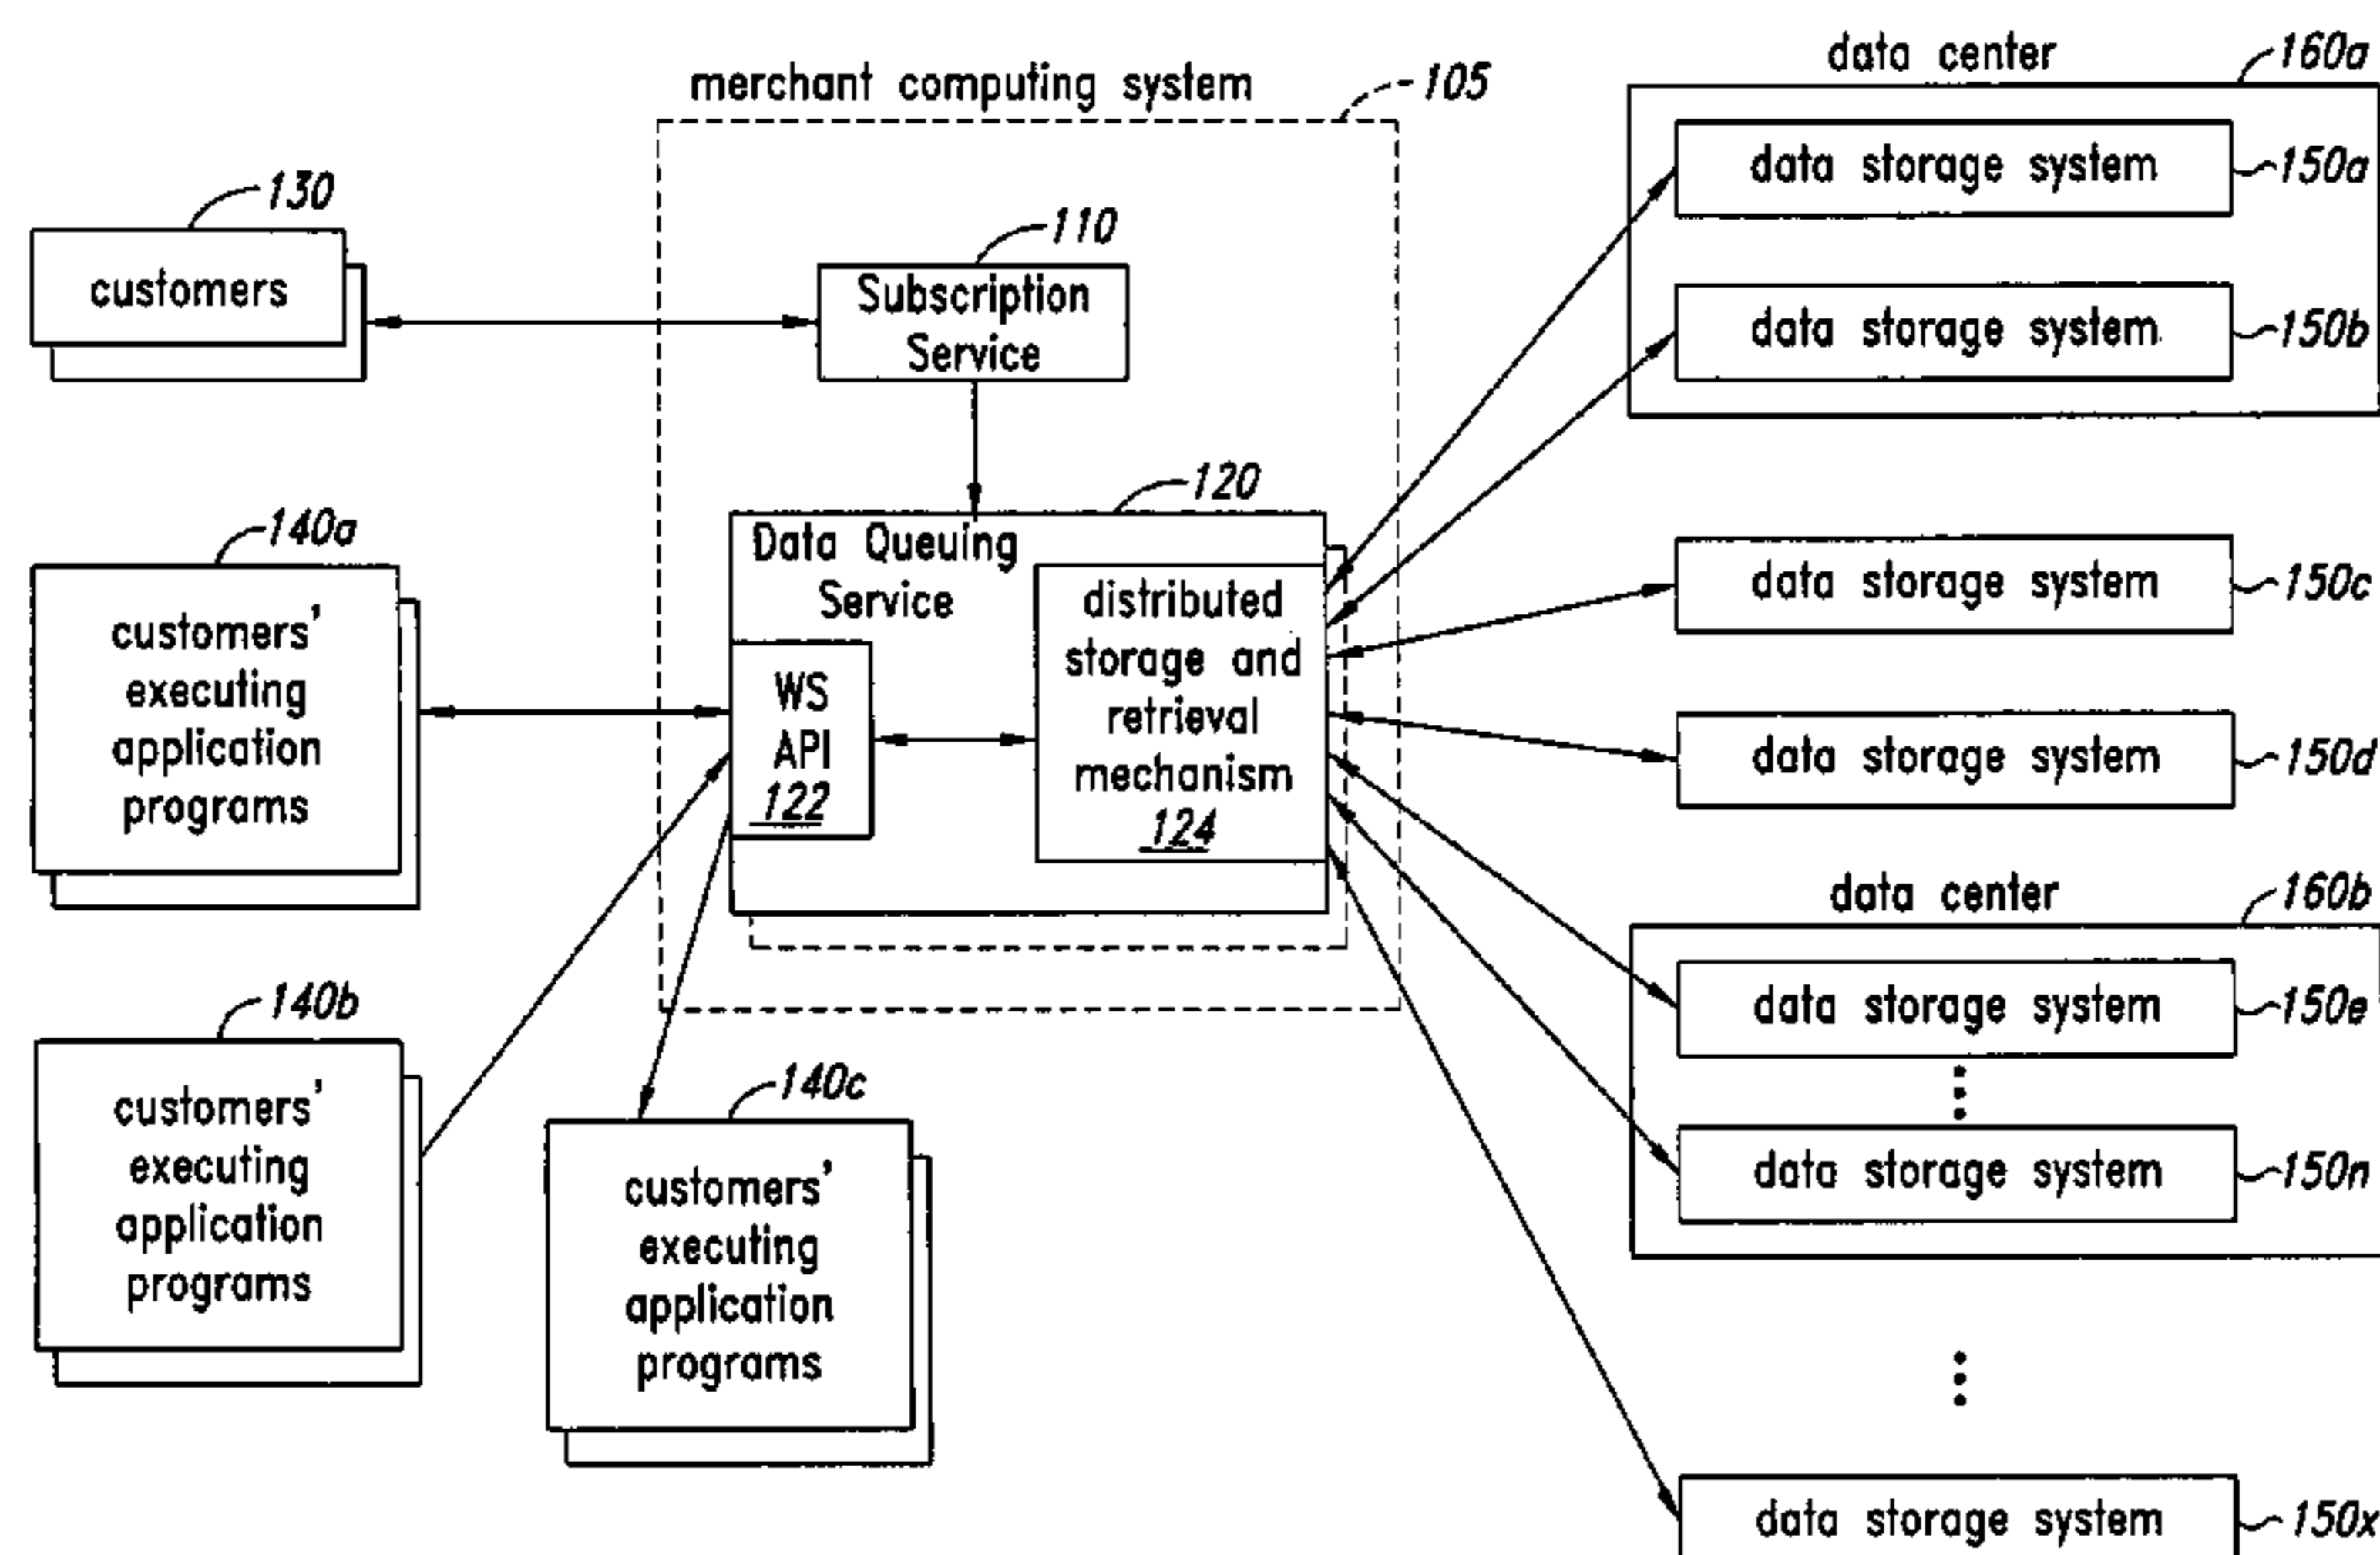 merchant computing system
105
130
customers
110
Subscription
Service
120
Data Queuing
Service
WS
API
122
distributed
storage and
retrieval
mechanism
124
140a
customers'
executing
application
programs
140b
customers'
executing
application
programs
140c
customers'
executing
application
programs
data center
160a
data storage system
150a
data storage system
150b
data storage system
150c
data storage system
150d
data center
160b
data storage system
150e
data storage system
150n
data storage system
150x